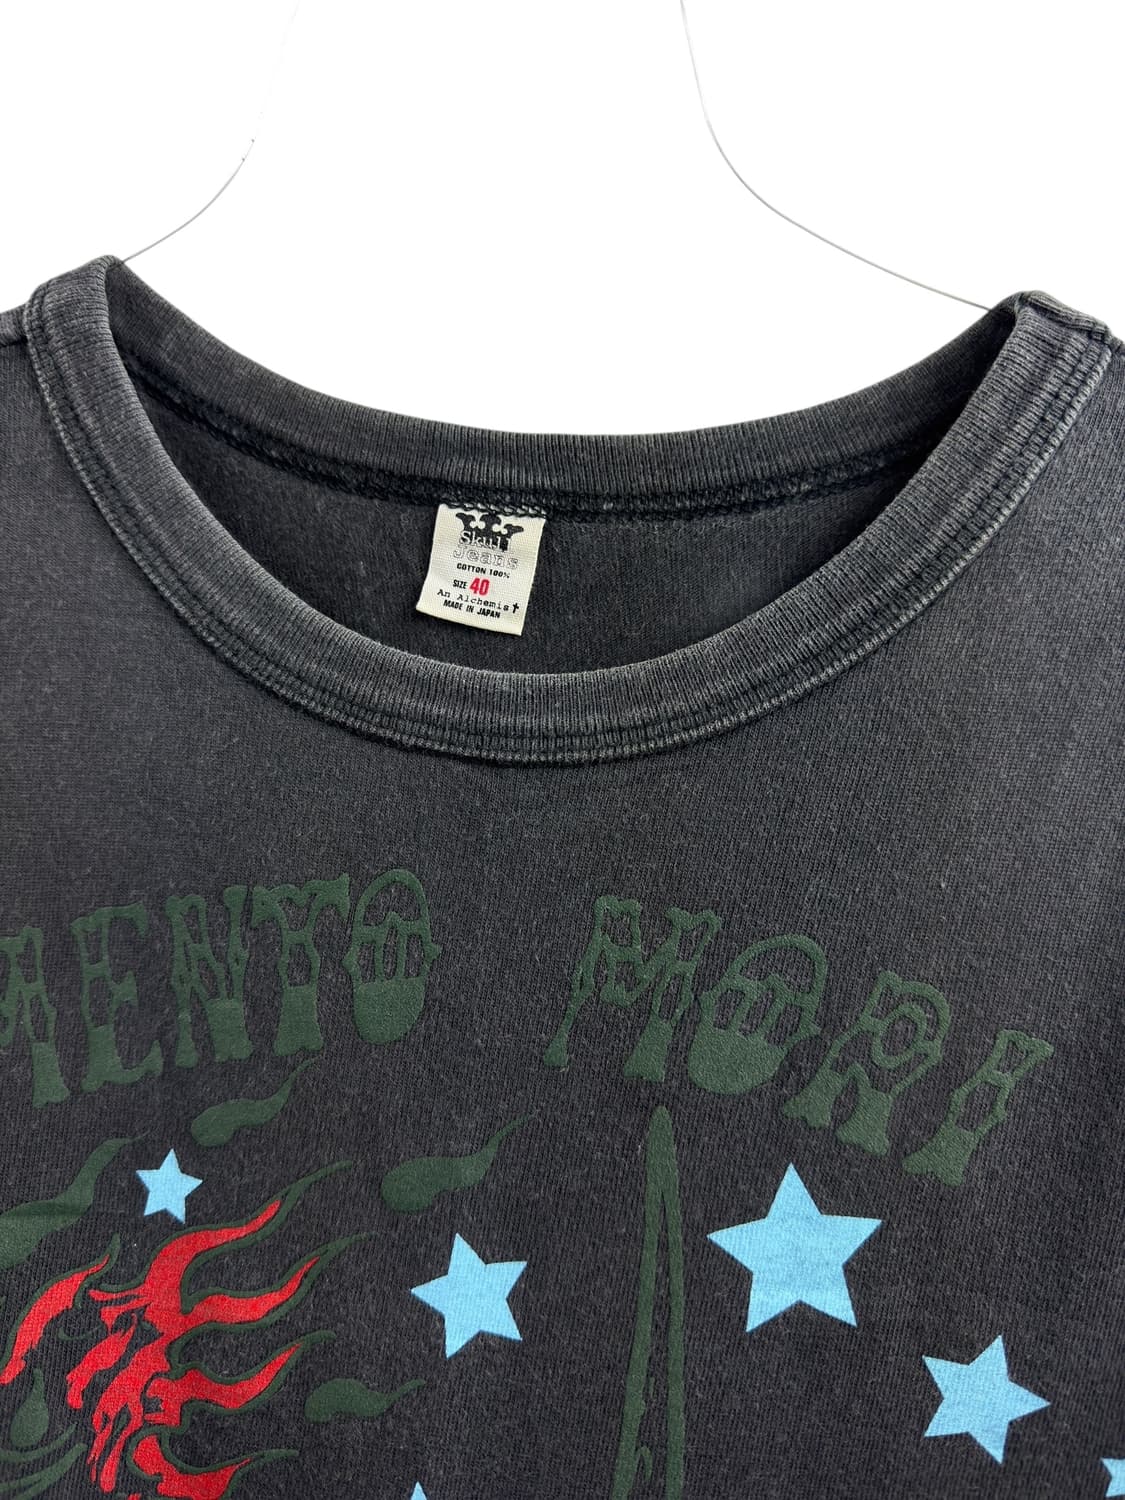 Skull
Jeans
COTTON 100%
SIZE 40
An Alchemist
MADE IN JAPAN
MENTO MORI